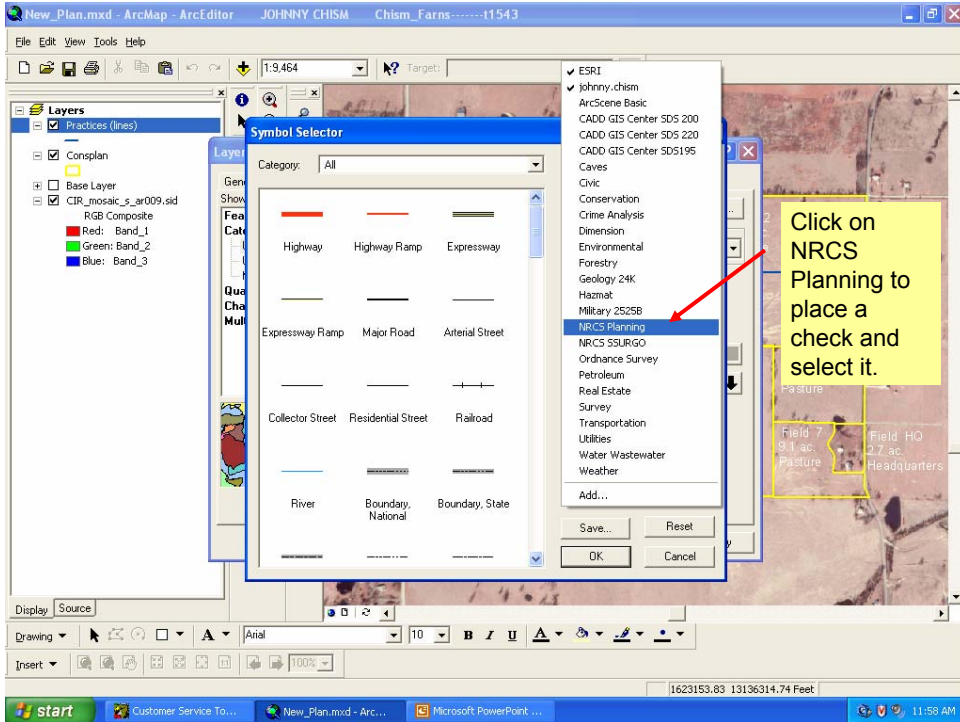 New_Plan.mxd - ArcMap - ArcEditor JOHNNY CHISM Chism_Farns-------t1543
File Edit View Tools Help
1:9,464 Target:
Layers
Practices (lines)
Consplan
Base Layer
CIR_mosaic_s_ar009.sid
RGB Composite
Red: Band_1
Green: Band_2
Blue: Band_3
Display Source
Symbol Selector
Category: All
Highway Highway Ramp Expressway
Expressway Ramp Major Road Arterial Street
Collector Street Residential Street Railroad
River Boundary, National Boundary, State
ESRI
johnny.chism
ArcScene Basic
CADD GIS Center SDS 200
CADD GIS Center SDS 220
CADD GIS Center SDS195
Caves
Civic
Conservation
Crime Analysis
Dimension
Environmental
Forestry
Geology 24K
Hazmat
Military 2525B
NRCS Planning
NRCS SSURGO
Ordnance Survey
Petroleum
Real Estate
Survey
Transportation
Utilities
Water Wastewater
Weather
Add...
Save... Reset
OK Cancel
Click on
NRCS
Planning to
place a
check and
select it.
Pasture
Field 7
9.1 ac.
Pasture
Field HQ
2.7 ac.
Headquarters
Drawing A Arial 10 B I U A
Insert 100%
1623153.83 13136314.74 Feet
start Customer Service To... New_Plan.mxd - Arc... Microsoft PowerPoint ... 11:58 AM